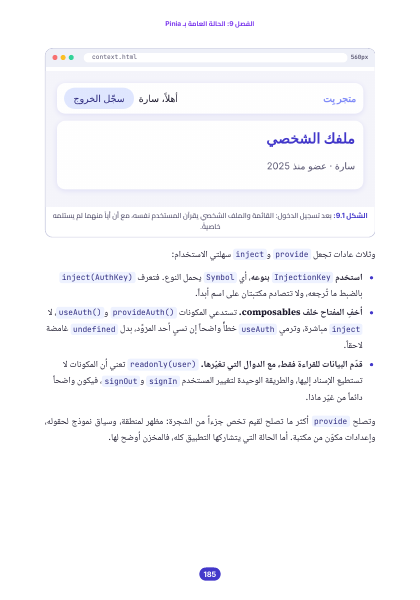 الفصل 9: الحالة العامة بـ Pinia
context.html
560px
متجر بِت
أهلاً، سارة
سجّل الخروج
ملفك الشخصي
سارة · عضو منذ 2025
الشكل 9.1: بعد تسجيل الدخول: القائمة والملف الشخصي يقرآن المستخدم نفسه، مع أن أياً منهما لم يستلمه
خاصية.
وثلاث عادات تجعل provide و inject سهلتي الاستخدام:
• استخدم InjectionKey بنوعه، أي Symbol يحمل النوع. فتعرف inject(AuthKey)
بالضبط ما تُرجعه، ولا تتصادم مكتبتان على اسم أبداً.
• أخفِ المفتاح خلف composables. تستدعي المكونات provideAuth() و useAuth()، لا
inject مباشرة، وترمي useAuth خطأً واضحاً إن نسي أحد المزوِّد، بدل undefined غامضة
لاحقاً.
• قدّم البيانات للقراءة فقط، مع الدوال التي تغيّرها. readonly(user) تعني أن المكونات لا
تستطيع الإسناد إليها، والطريقة الوحيدة لتغيير المستخدم signIn و signOut، فيكون واضحاً
دائماً من غيّر ماذا.
وتصلح provide أكثر ما تصلح لقيم تخص جزءاً من الشجرة: مظهر لمنطقة، وسياق نموذج لحقوله،
وإعدادات مكوّن من مكتبة. أما الحالة التي يتشاركها التطبيق كله، فالمخزن أوضح لها.
185